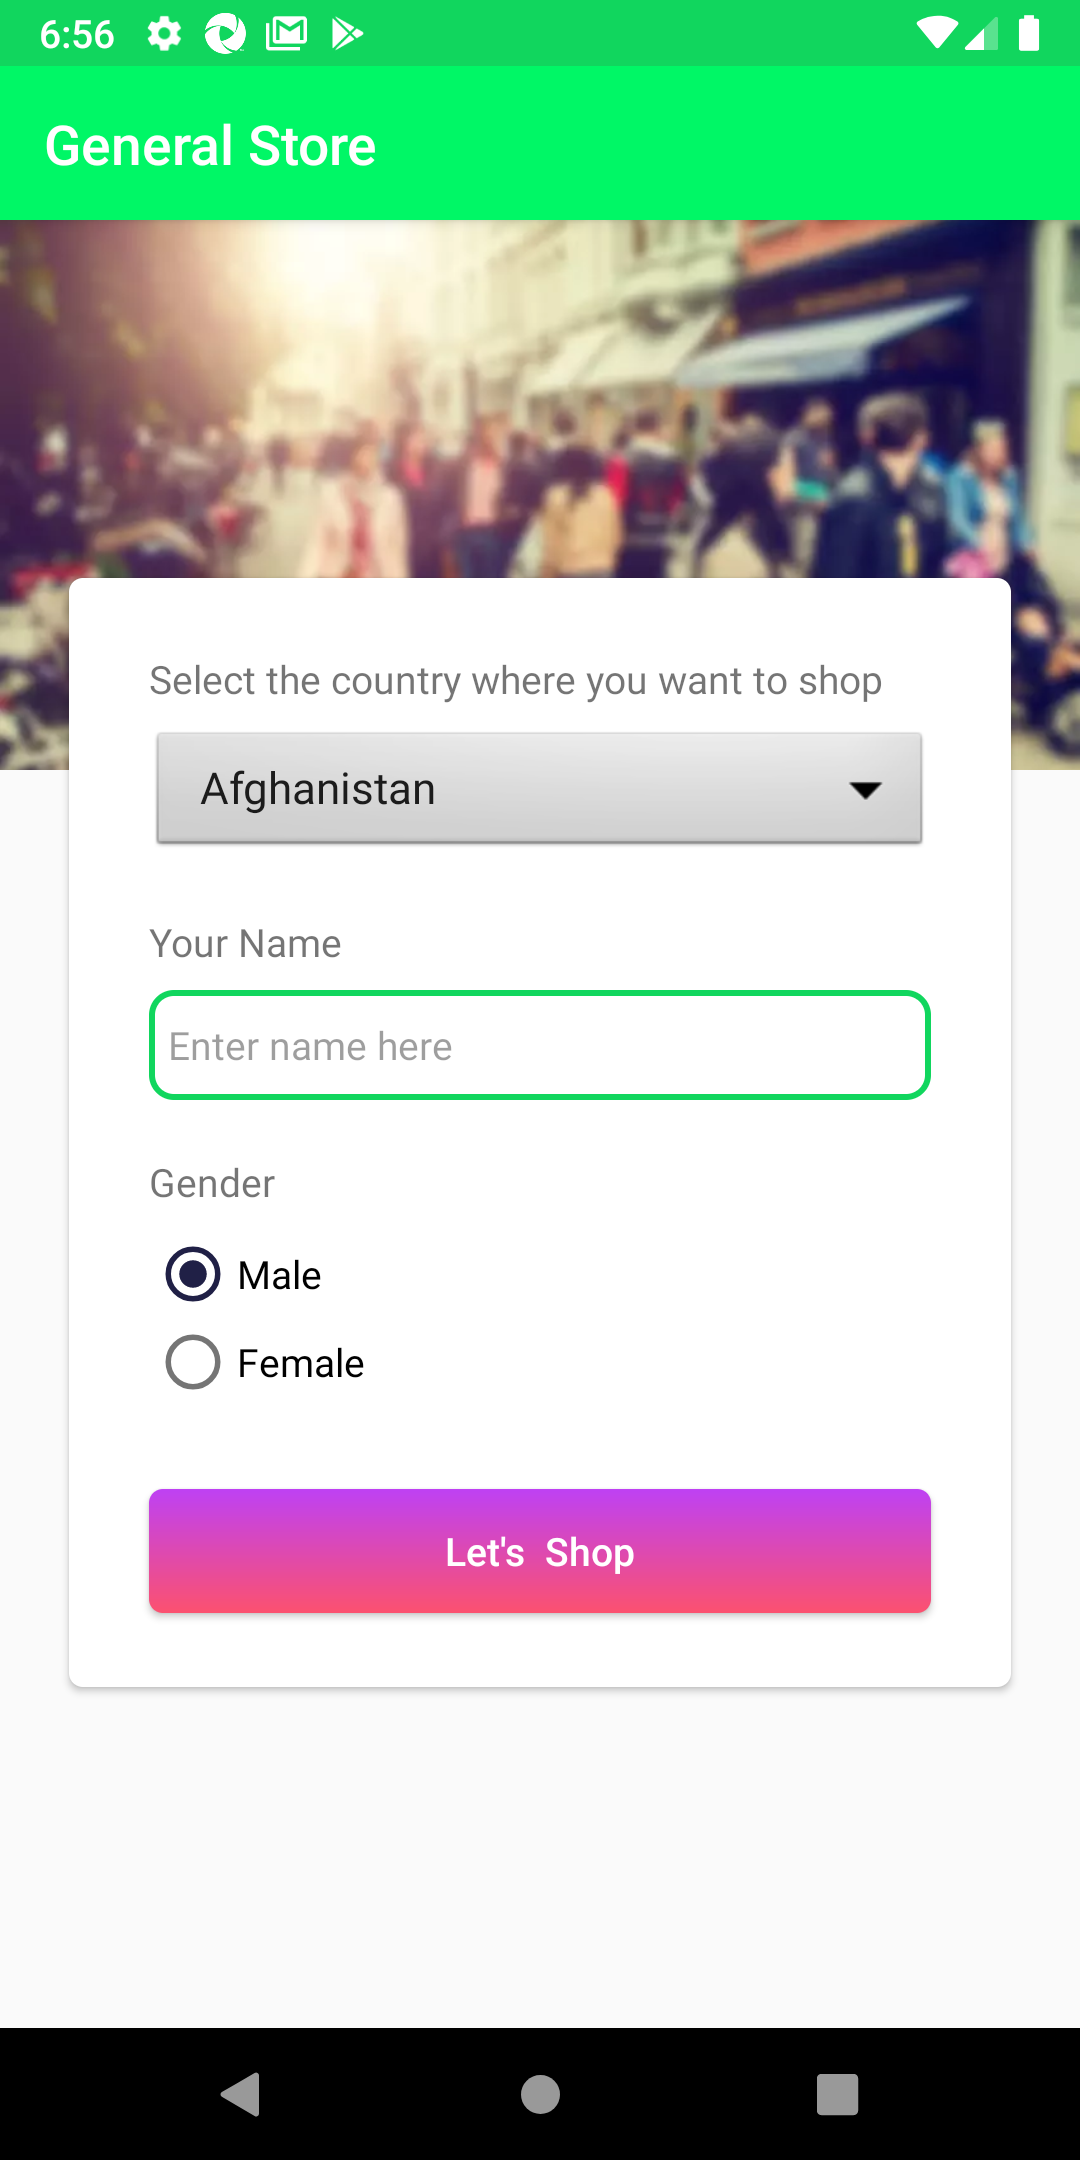 6:56
General Store
Select the country where you want to shop
Afghanistan
Your Name
Enter name here
Gender
Male
Female
Let's  Shop